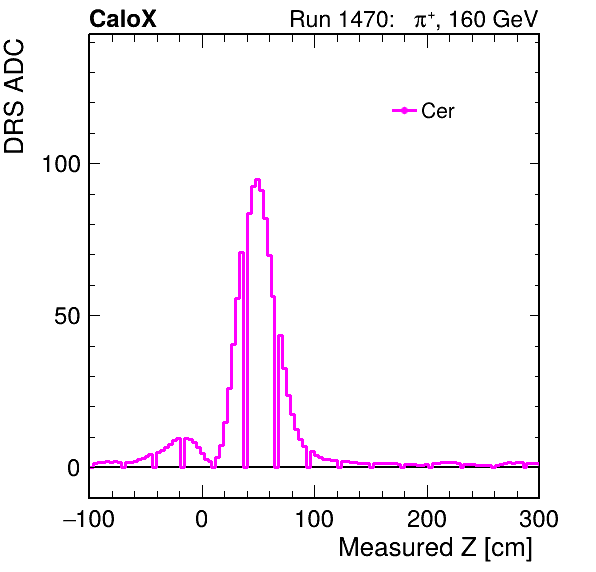 CaloX Run 1470: π⁺, 160 GeV
DRS ADC
Cer
100
50
0
−100 0 100 200 300
Measured Z [cm]